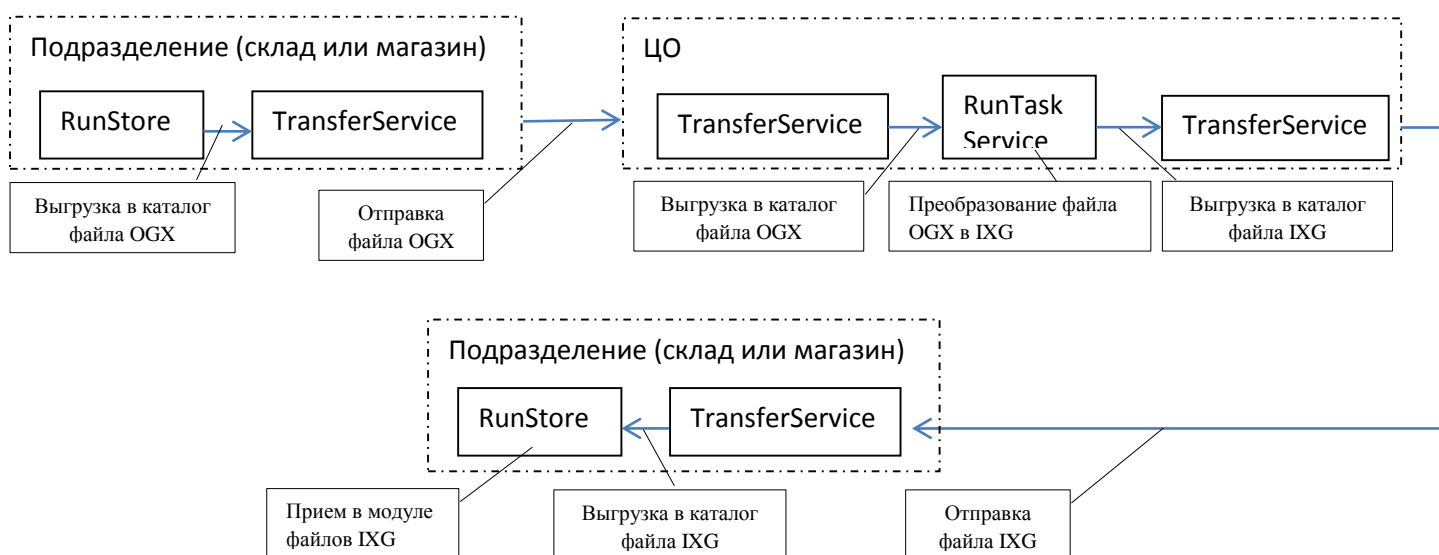 Подразделение (склад или магазин)
RunStore
TransferService
Выгрузка в каталог
файла OGX
Отправка
файла OGX
ЦО
TransferService
RunTask
Service
TransferService
Выгрузка в каталог
файла OGX
Преобразование файла
OGX в IXG
Выгрузка в каталог
файла IXG
Подразделение (склад или магазин)
RunStore
TransferService
Прием в модуле
файлов IXG
Выгрузка в каталог
файла IXG
Отправка
файла IXG